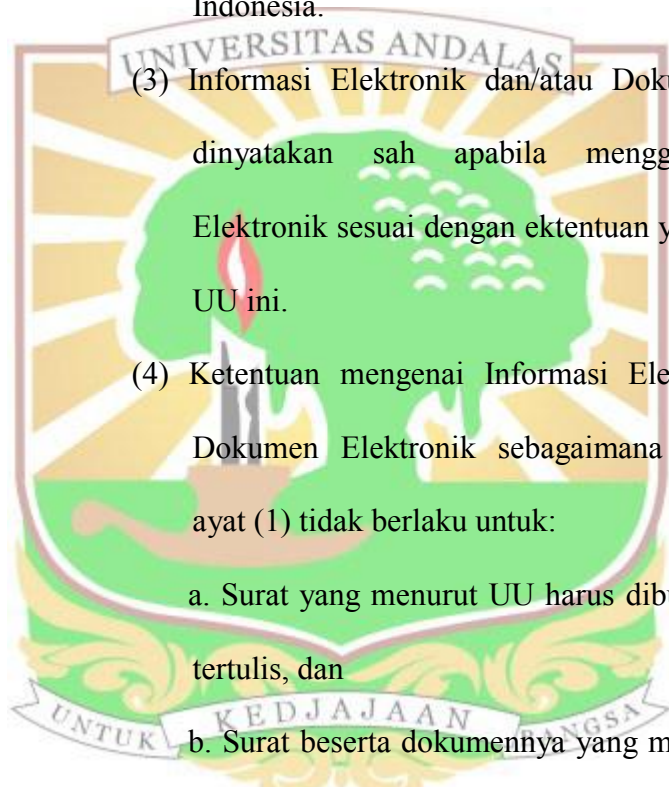 Indonesia.
UNIVERSITAS ANDALAS
(3) Informasi Elektronik dan/atau Doku
dinyatakan sah apabila mengg
Elektronik sesuai dengan ektentuan y
UU ini.
(4) Ketentuan mengenai Informasi Ele
Dokumen Elektronik sebagaimana
ayat (1) tidak berlaku untuk:
a. Surat yang menurut UU harus dibu
tertulis, dan
UNTUK KEDJAJAAN BANGSA
b. Surat beserta dokumennya yang m